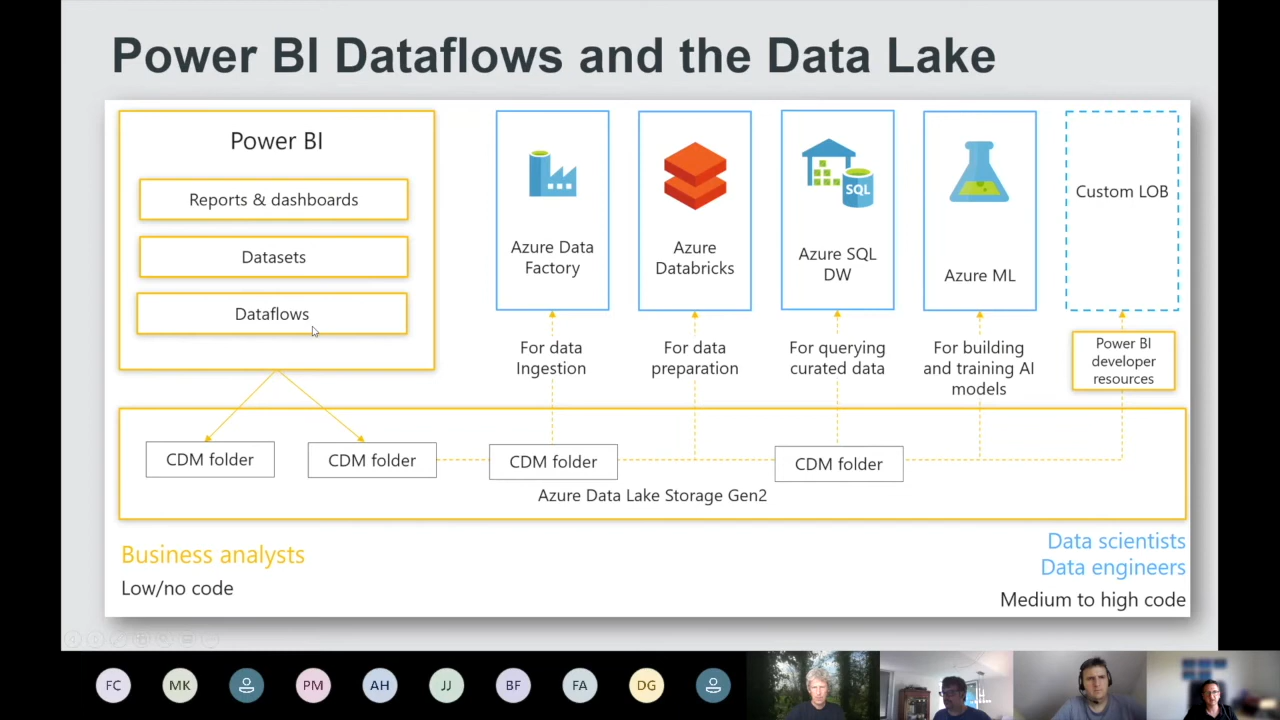 Power BI Dataflows and the Data Lake
Power BI
Reports & dashboards
Datasets
Dataflows
Azure Data
Factory
Azure
Databricks
SQL
Azure SQL
DW
Azure ML
Custom LOB
For data
Ingestion
For data
preparation
For querying
curated data
For building
and training AI
models
Power BI
developer
resources
CDM folder
CDM folder
CDM folder
CDM folder
Azure Data Lake Storage Gen2
Business analysts
Low/no code
Data scientists
Data engineers
Medium to high code
FC
MK
PM
AH
JJ
BF
FA
DG